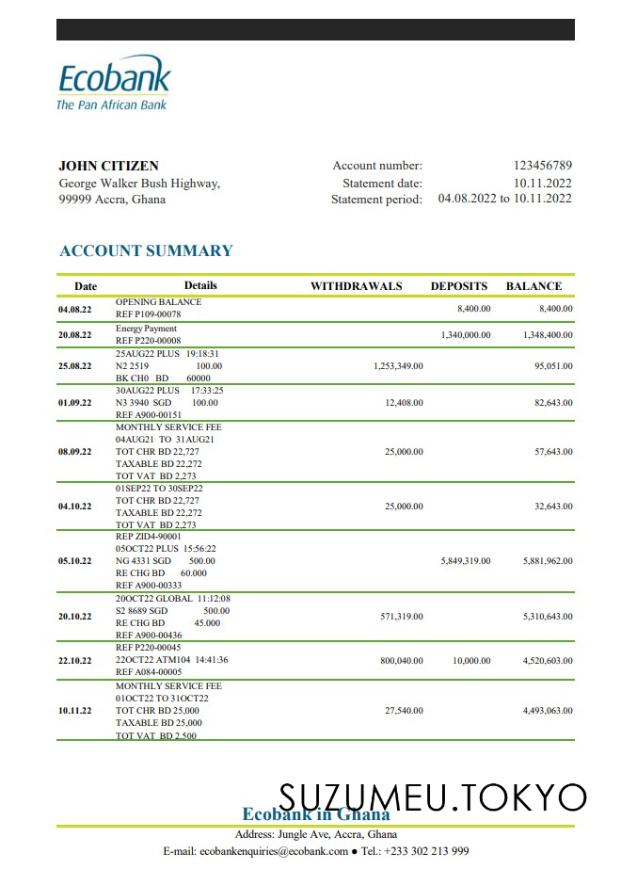 Ecobank
The Pan African Bank
JOHN CITIZEN
George Walker Bush Highway,
99999 Accra, Ghana
Account number: 123456789
Statement date: 10.11.2022
Statement period: 04.08.2022 to 10.11.2022
ACCOUNT SUMMARY
Date Details WITHDRAWALS DEPOSITS BALANCE
OPENING BALANCE
04.08.22 8,400.00 8,400.00
REF P109-00078
Energy Payment
20.08.22 1,340,000.00 1,348,400.00
REF P220-00008
25AUG22 PLUS 19:18:31
25.08.22 N2 2519 100.00 1,253,349.00 95,051.00
BK CH0 BD 60000
30AUG22 PLUS 17:33:25
01.09.22 N3 3940 SGD 100.00 12,408.00 82,643.00
REF A900-00151
MONTHLY SERVICE FEE
04AUG21 TO 31AUG21
08.09.22 TOT CHR BD 22,727 25,000.00 57,643.00
TAXABLE BD 22,272
TOT VAT BD 2,273
01SEP22 TO 30SEP22
04.10.22 TOT CHR BD 22,727 25,000.00 32,643.00
TAXABLE BD 22,272
TOT VAT BD 2,273
REP ZID4-90001
05OCT22 PLUS 15:56:22
05.10.22 NG 4331 SGD 500.00 5,849,319.00 5,881,962.00
RE CHG BD 60.000
REF A900-00333
20OCT22 GLOBAL 11:12:08
20.10.22 S2 8689 SGD 500.00 571,319.00 5,310,643.00
RE CHG BD 45.000
REF A900-00436
REF P220-00045
22.10.22 22OCT22 ATM104 14:41:36 800,040.00 10,000.00 4,520,603.00
REF A084-00005
MONTHLY SERVICE FEE
01OCT22 TO 31OCT22
10.11.22 TOT CHR BD 25,000 27,540.00 4,493,063.00
TAXABLE BD 25,000
TOT VAT BD 2,500
SUZUMEU.TOKYO
Ecobank in Ghana
Address: Jungle Ave, Accra, Ghana
E-mail: ecobankenquiries@ecobank.com ● Tel.: +233 302 213 999